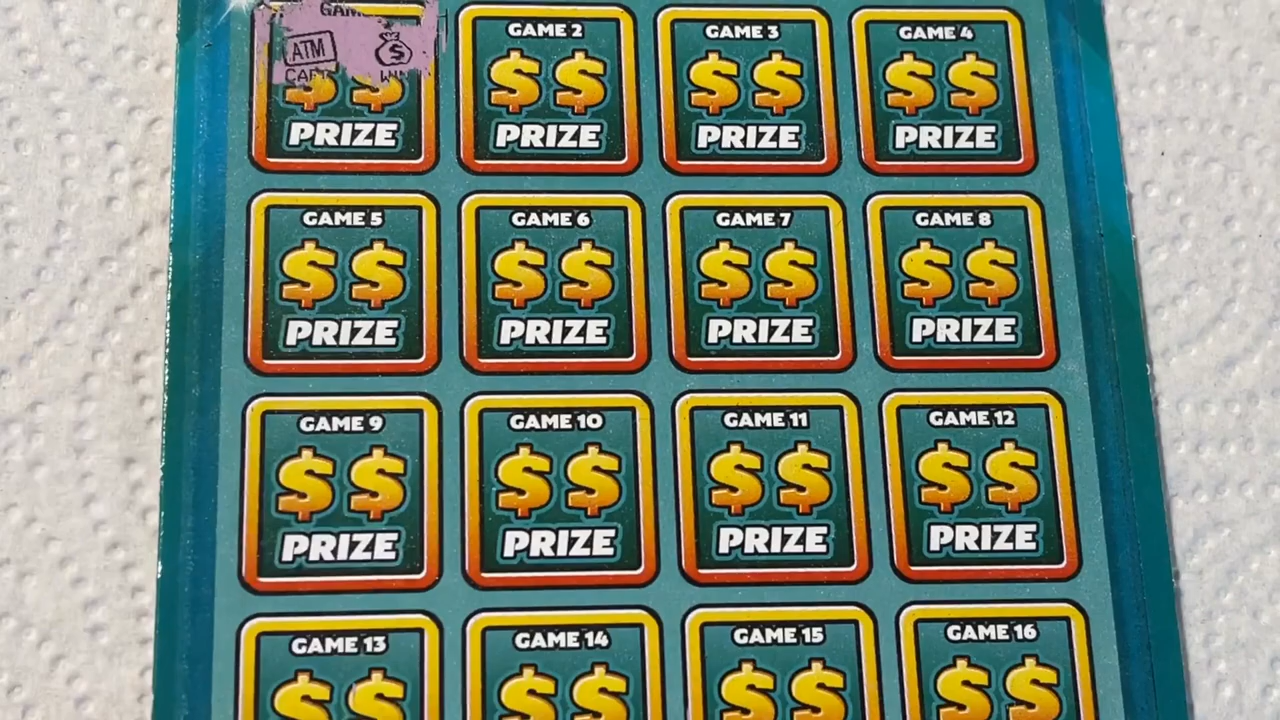 GAME 2 GAME 3 GAME 4
ATM $
WIN
$$ $$ $$ $$
PRIZE PRIZE PRIZE PRIZE
GAME 5 GAME 6 GAME 7 GAME 8
$$ $$ $$ $$
PRIZE PRIZE PRIZE PRIZE
GAME 9 GAME 10 GAME 11 GAME 12
$$ $$ $$ $$
PRIZE PRIZE PRIZE PRIZE
GAME 13 GAME 14 GAME 15 GAME 16
$$ $$ $$ $$